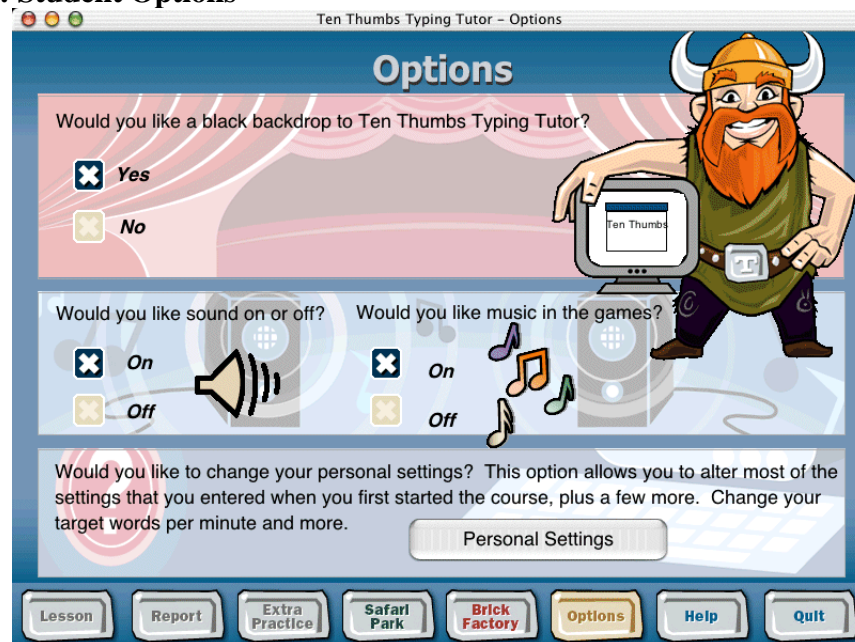 . Student Options
Ten Thumbs Typing Tutor – Options
Options
Would you like a black backdrop to Ten Thumbs Typing Tutor?
Yes
No
Ten Thumbs
T
Would you like sound on or off?
On
Off
Would you like music in the games?
On
Off
Would you like to change your personal settings? This option allows you to alter most of the
settings that you entered when you first started the course, plus a few more. Change your
target words per minute and more.
Personal Settings
Lesson
Report
Extra
Practice
Safari
Park
Brick
Factory
Options
Help
Quit